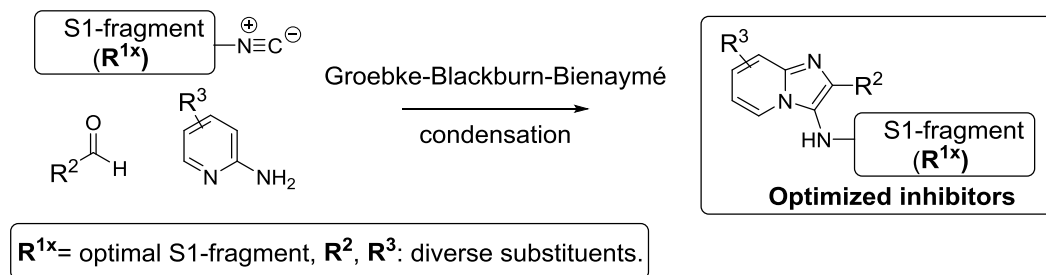 S1-fragment
(R¹ˣ)
N≡C
⊕
⊖
R³
O
R²
H
N
NH₂
Groebke-Blackburn-Bienaymé
condensation
R³
N
R²
N
HN
S1-fragment
(R¹ˣ)
Optimized inhibitors
R¹ˣ= optimal S1-fragment, R², R³: diverse substituents.